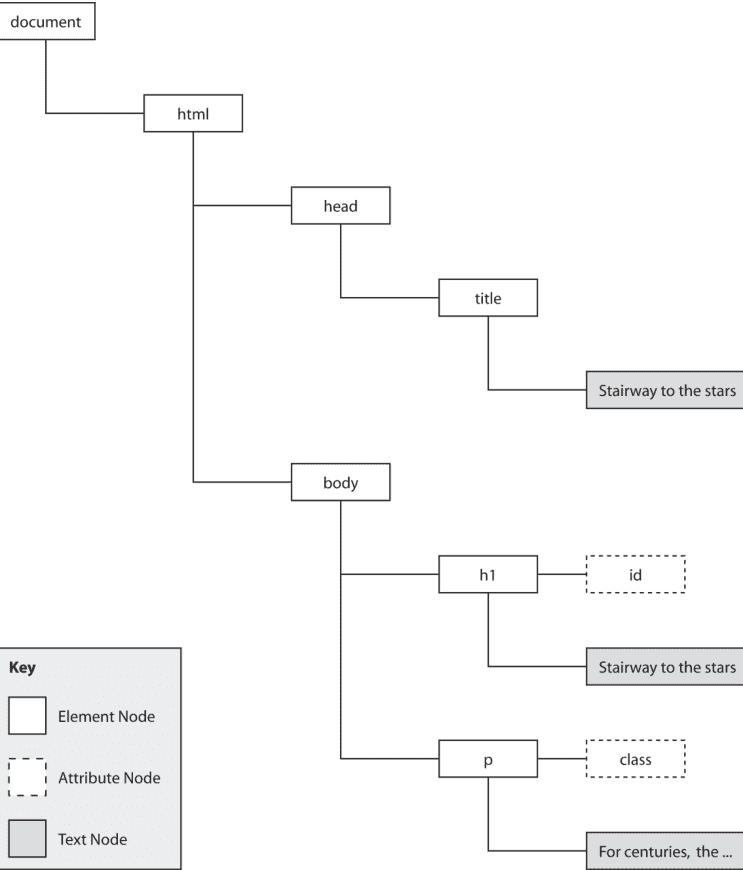 document
html
head
title
Stairway to the stars
body
h1
id
Stairway to the stars
p
class
For centuries, the ...
Key
Element Node
Attribute Node
Text Node